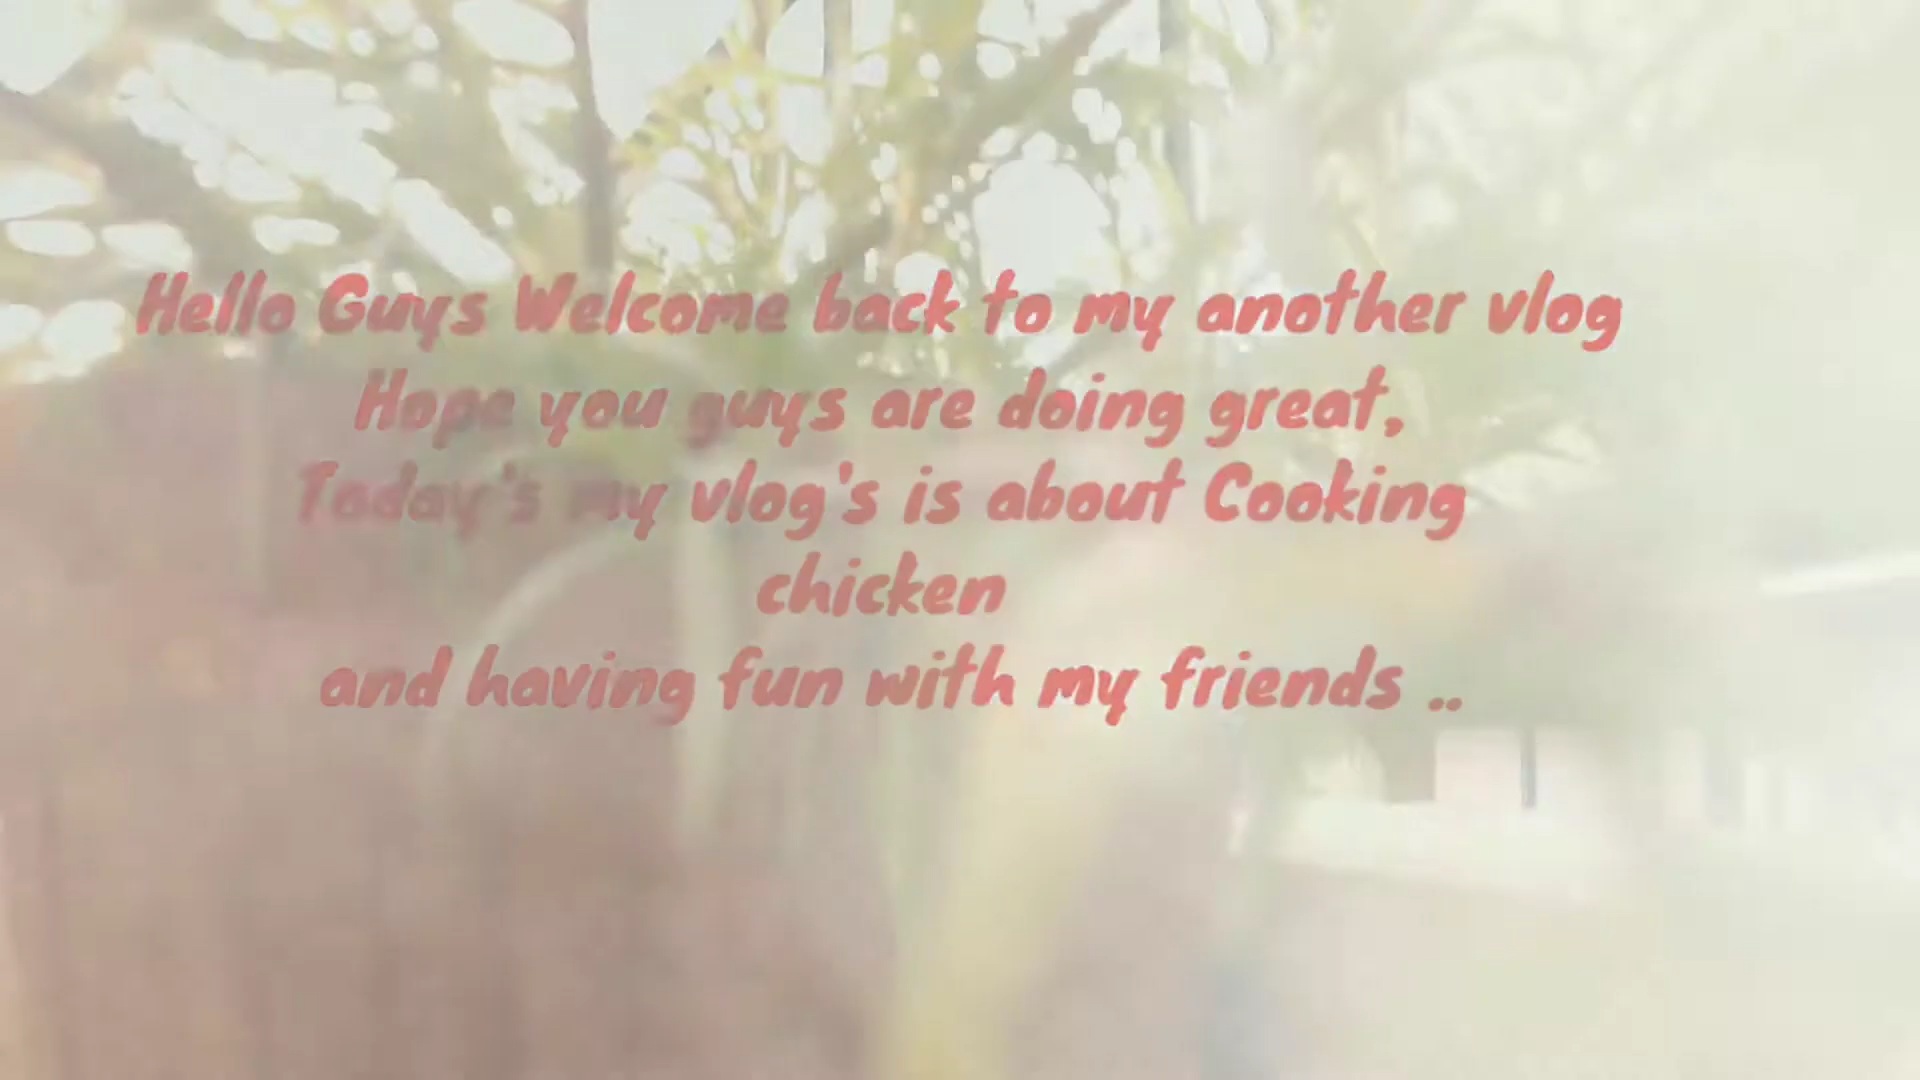 Hello Guys Welcome back to my another vlog
Hope you guys are doing great,
Today's my vlog's is about Cooking
chicken
and having fun with my friends ..